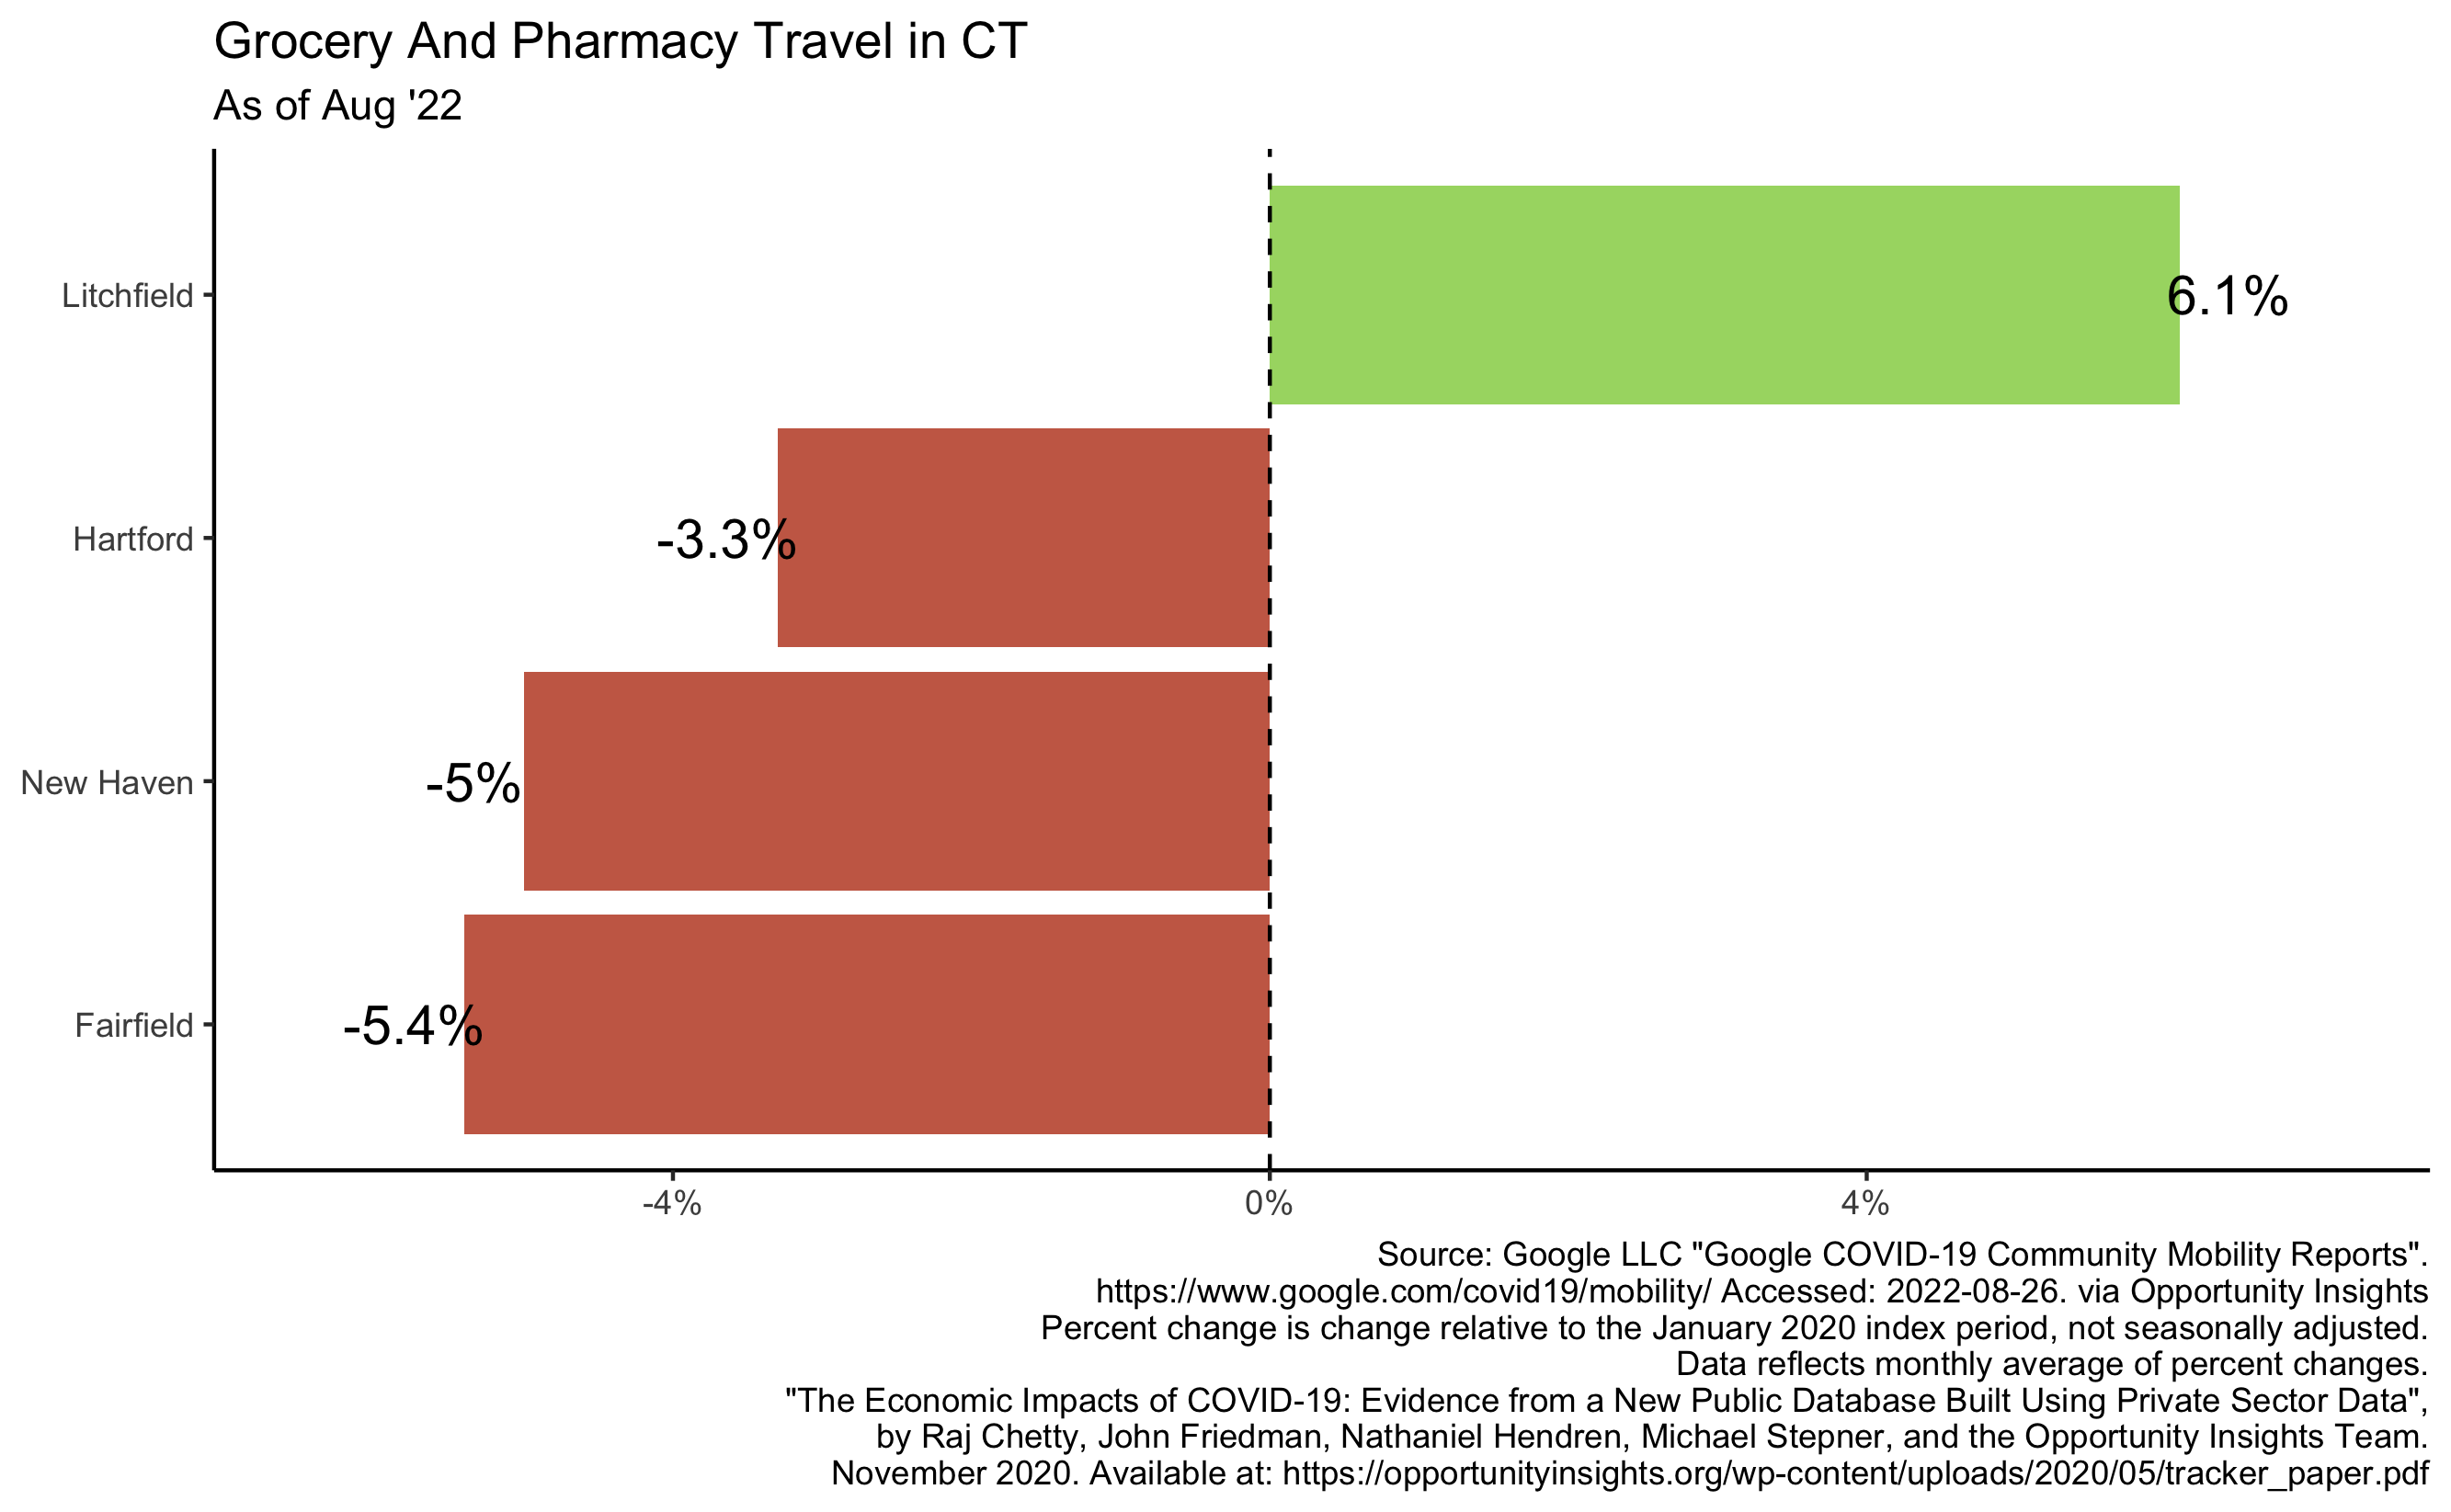 Grocery And Pharmacy Travel in CT
As of Aug '22
Litchfield
6.1%
Hartford
-3.3%
New Haven
-5%
Fairfield
-5.4%
-4%
0%
4%
Source: Google LLC "Google COVID-19 Community Mobility Reports".
https://www.google.com/covid19/mobility/ Accessed: 2022-08-26. via Opportunity Insights
Percent change is change relative to the January 2020 index period, not seasonally adjusted.
Data reflects monthly average of percent changes.
"The Economic Impacts of COVID-19: Evidence from a New Public Database Built Using Private Sector Data",
by Raj Chetty, John Friedman, Nathaniel Hendren, Michael Stepner, and the Opportunity Insights Team.
November 2020. Available at: https://opportunityinsights.org/wp-content/uploads/2020/05/tracker_paper.pdf